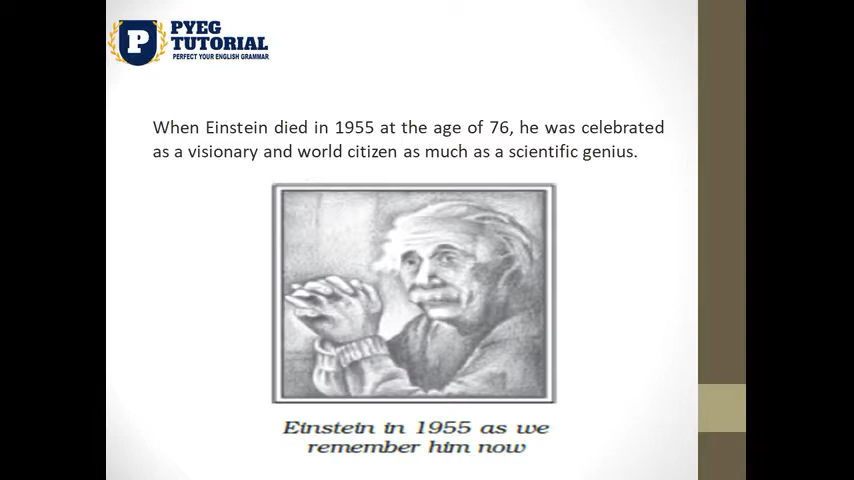 P
PYEG
TUTORIAL
PERFECT YOUR ENGLISH GRAMMAR
When Einstein died in 1955 at the age of 76, he was celebrated
as a visionary and world citizen as much as a scientific genius.
Einstein in 1955 as we
remember him now